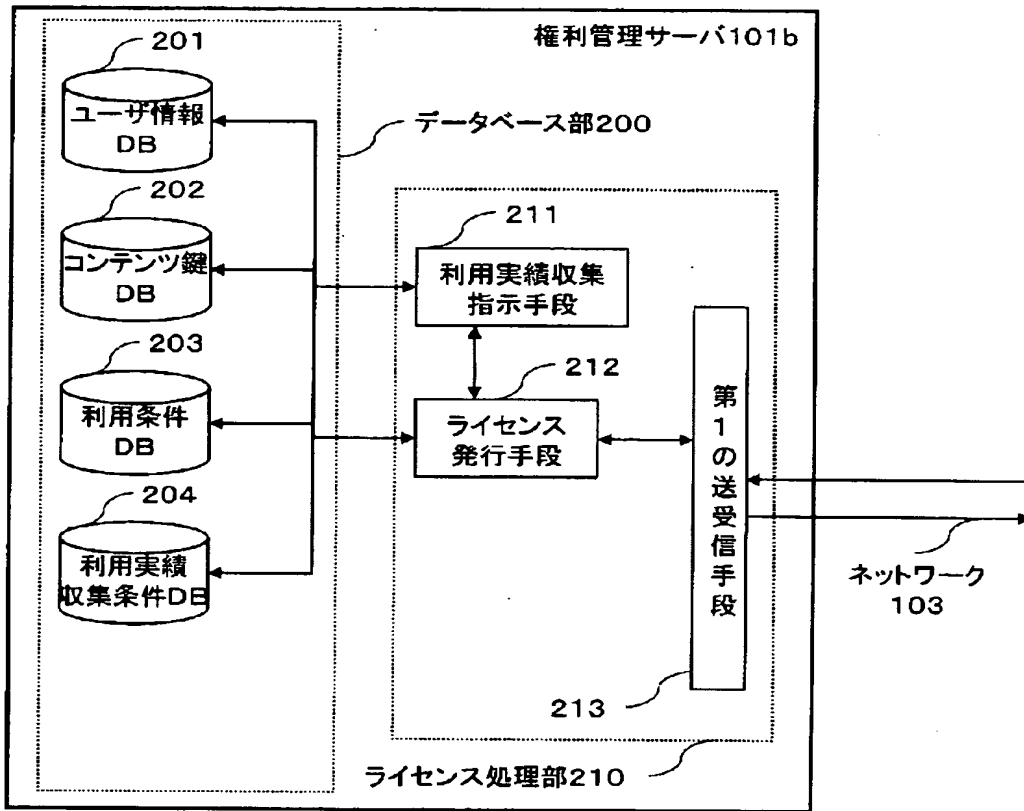 権利管理サーバ101b
201
ユーザ情報
DB
データベース部200
202
コンテンツ鍵
DB
203
利用条件
DB
204
利用実績
収集条件DB
211
利用実績収集
指示手段
212
ライセンス
発行手段
第1の送受信手段
213
ライセンス処理部210
ネットワーク
103